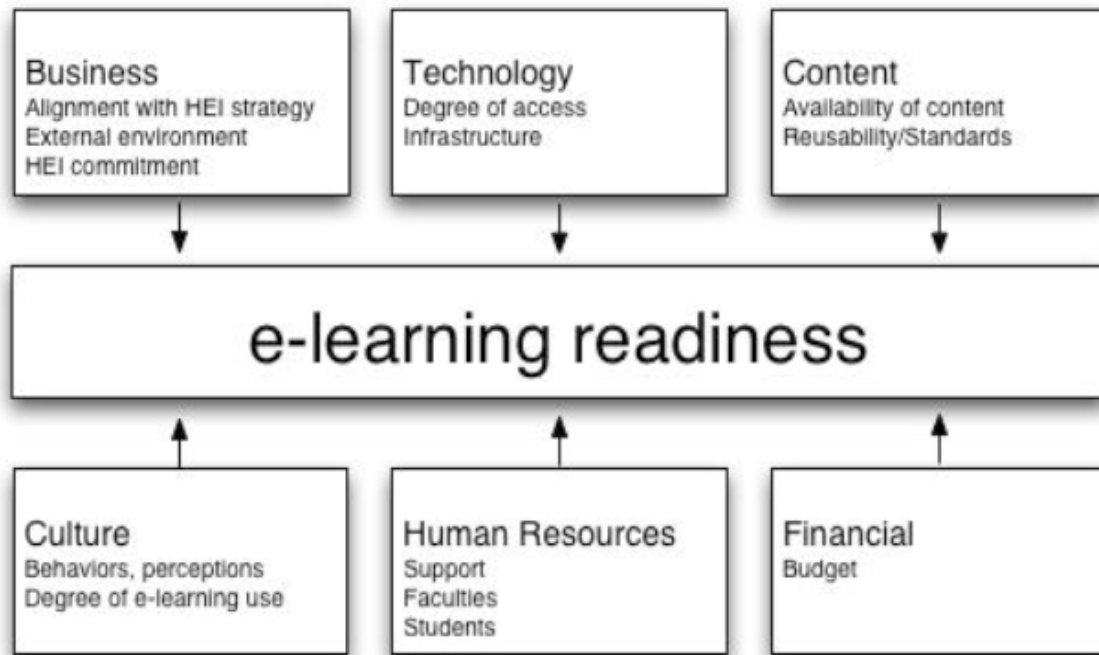 Business
Alignment with HEI strategy
External environment
HEI commitment
Technology
Degree of access
Infrastructure
Content
Availability of content
Reusability/Standards
e-learning readiness
Culture
Behaviors, perceptions
Degree of e-learning use
Human Resources
Support
Faculties
Students
Financial
Budget